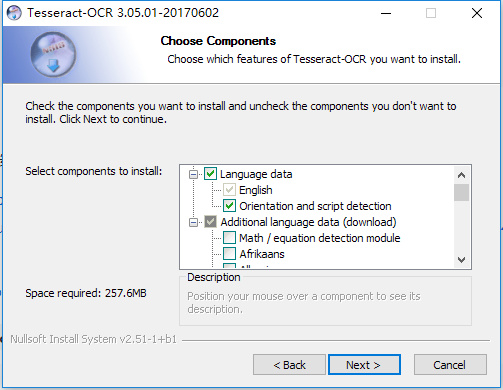 Tesseract-OCR 3.05.01-20170602
Choose Components
Choose which features of Tesseract-OCR you want to install.
Check the components you want to install and uncheck the components you don't want to
install. Click Next to continue.
Select components to install:
Language data
English
Orientation and script detection
Additional language data (download)
Math / equation detection module
Afrikaans
Space required: 257.6MB
Description
Position your mouse over a component to see its
description.
Nullsoft Install System v2.51-1+b1
< Back
Next >
Cancel